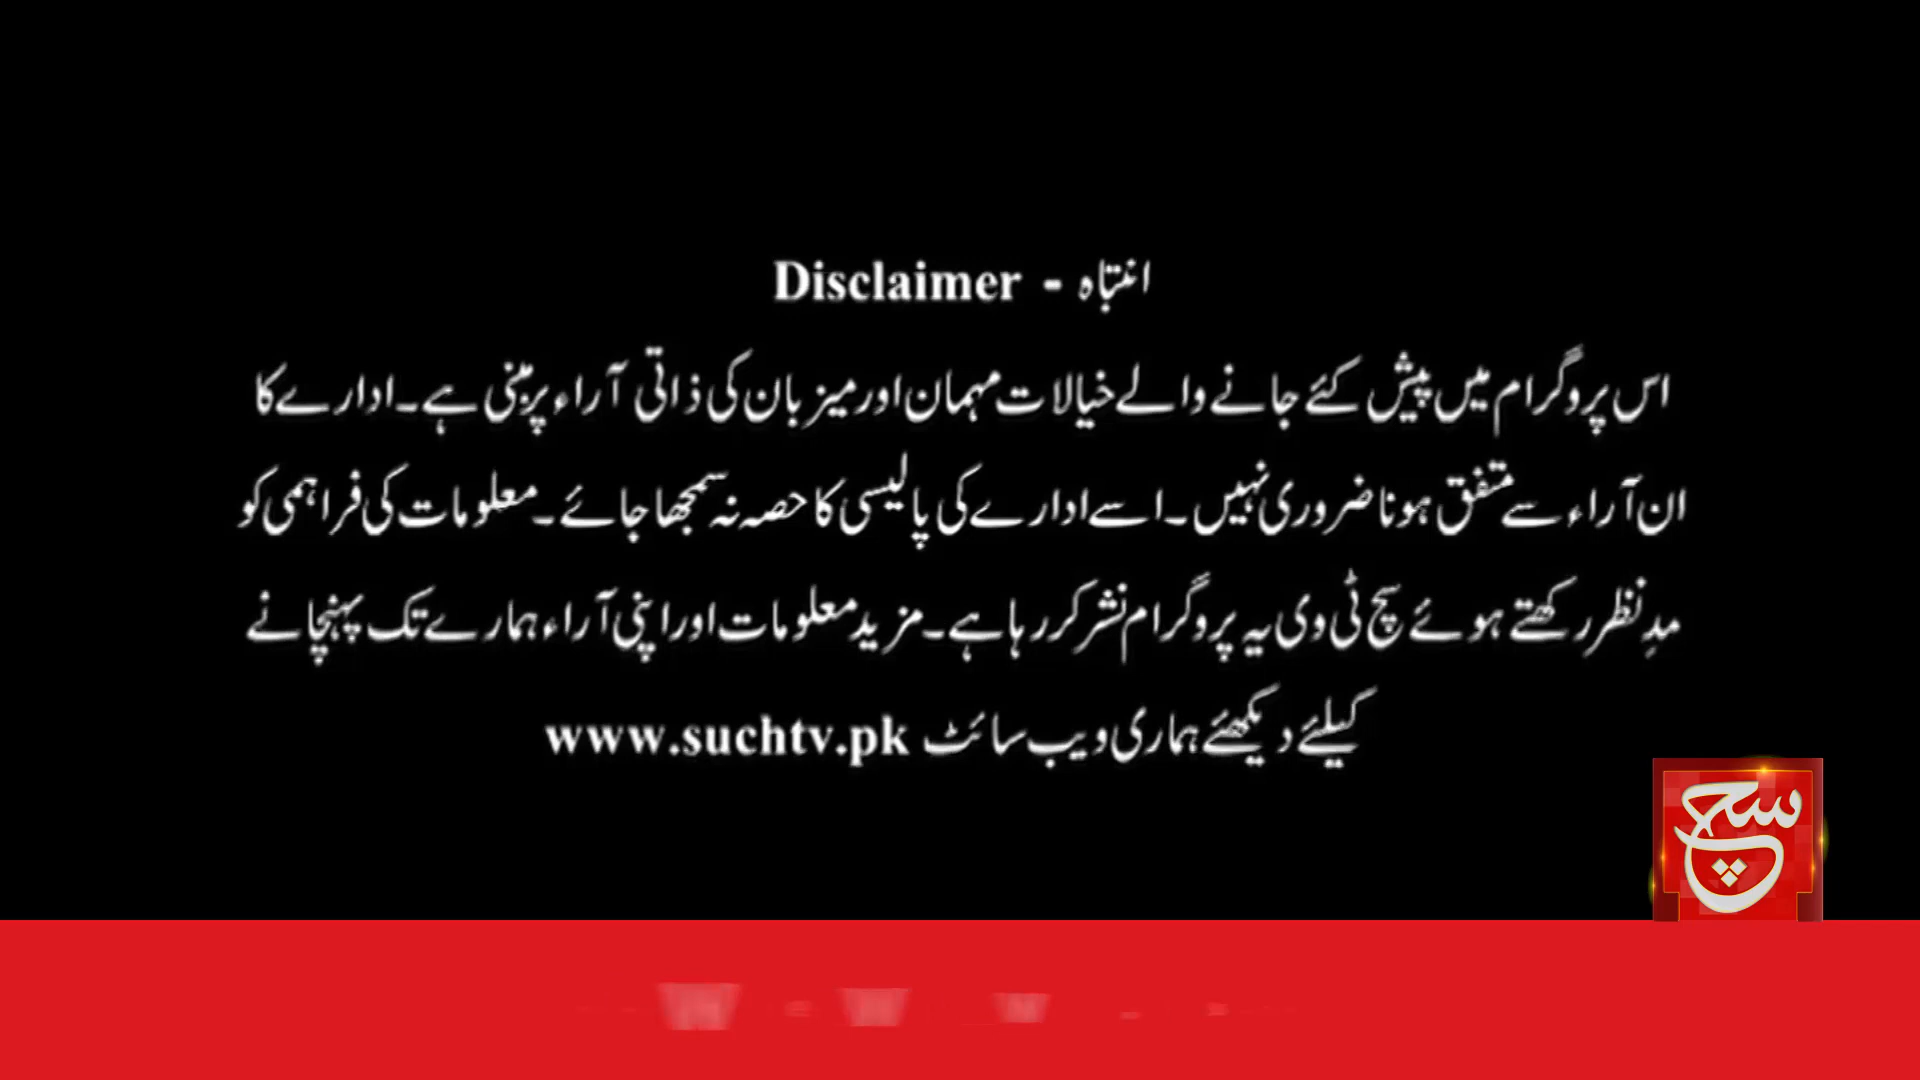 انتباہ - Disclaimer
اس پروگرام میں پیش کئے جانے والے خیالات مہمان اور میزبان کی ذاتی آراء پر مبنی ہے۔ ادارے کا
ان آراء سے متفق ہونا ضروری نہیں۔ اسے ادارے کی پالیسی کا حصہ نہ سمجھا جائے۔ معلومات کی فراہمی کو
مدِنظر رکھتے ہوئے سچ ٹی وی یہ پروگرام نشر کر رہا ہے۔ مزید معلومات اور اپنی آراء ہمارے تک پہنچانے
کیلئے دیکھئے ہماری ویب سائٹ www.suchtv.pk
سچ